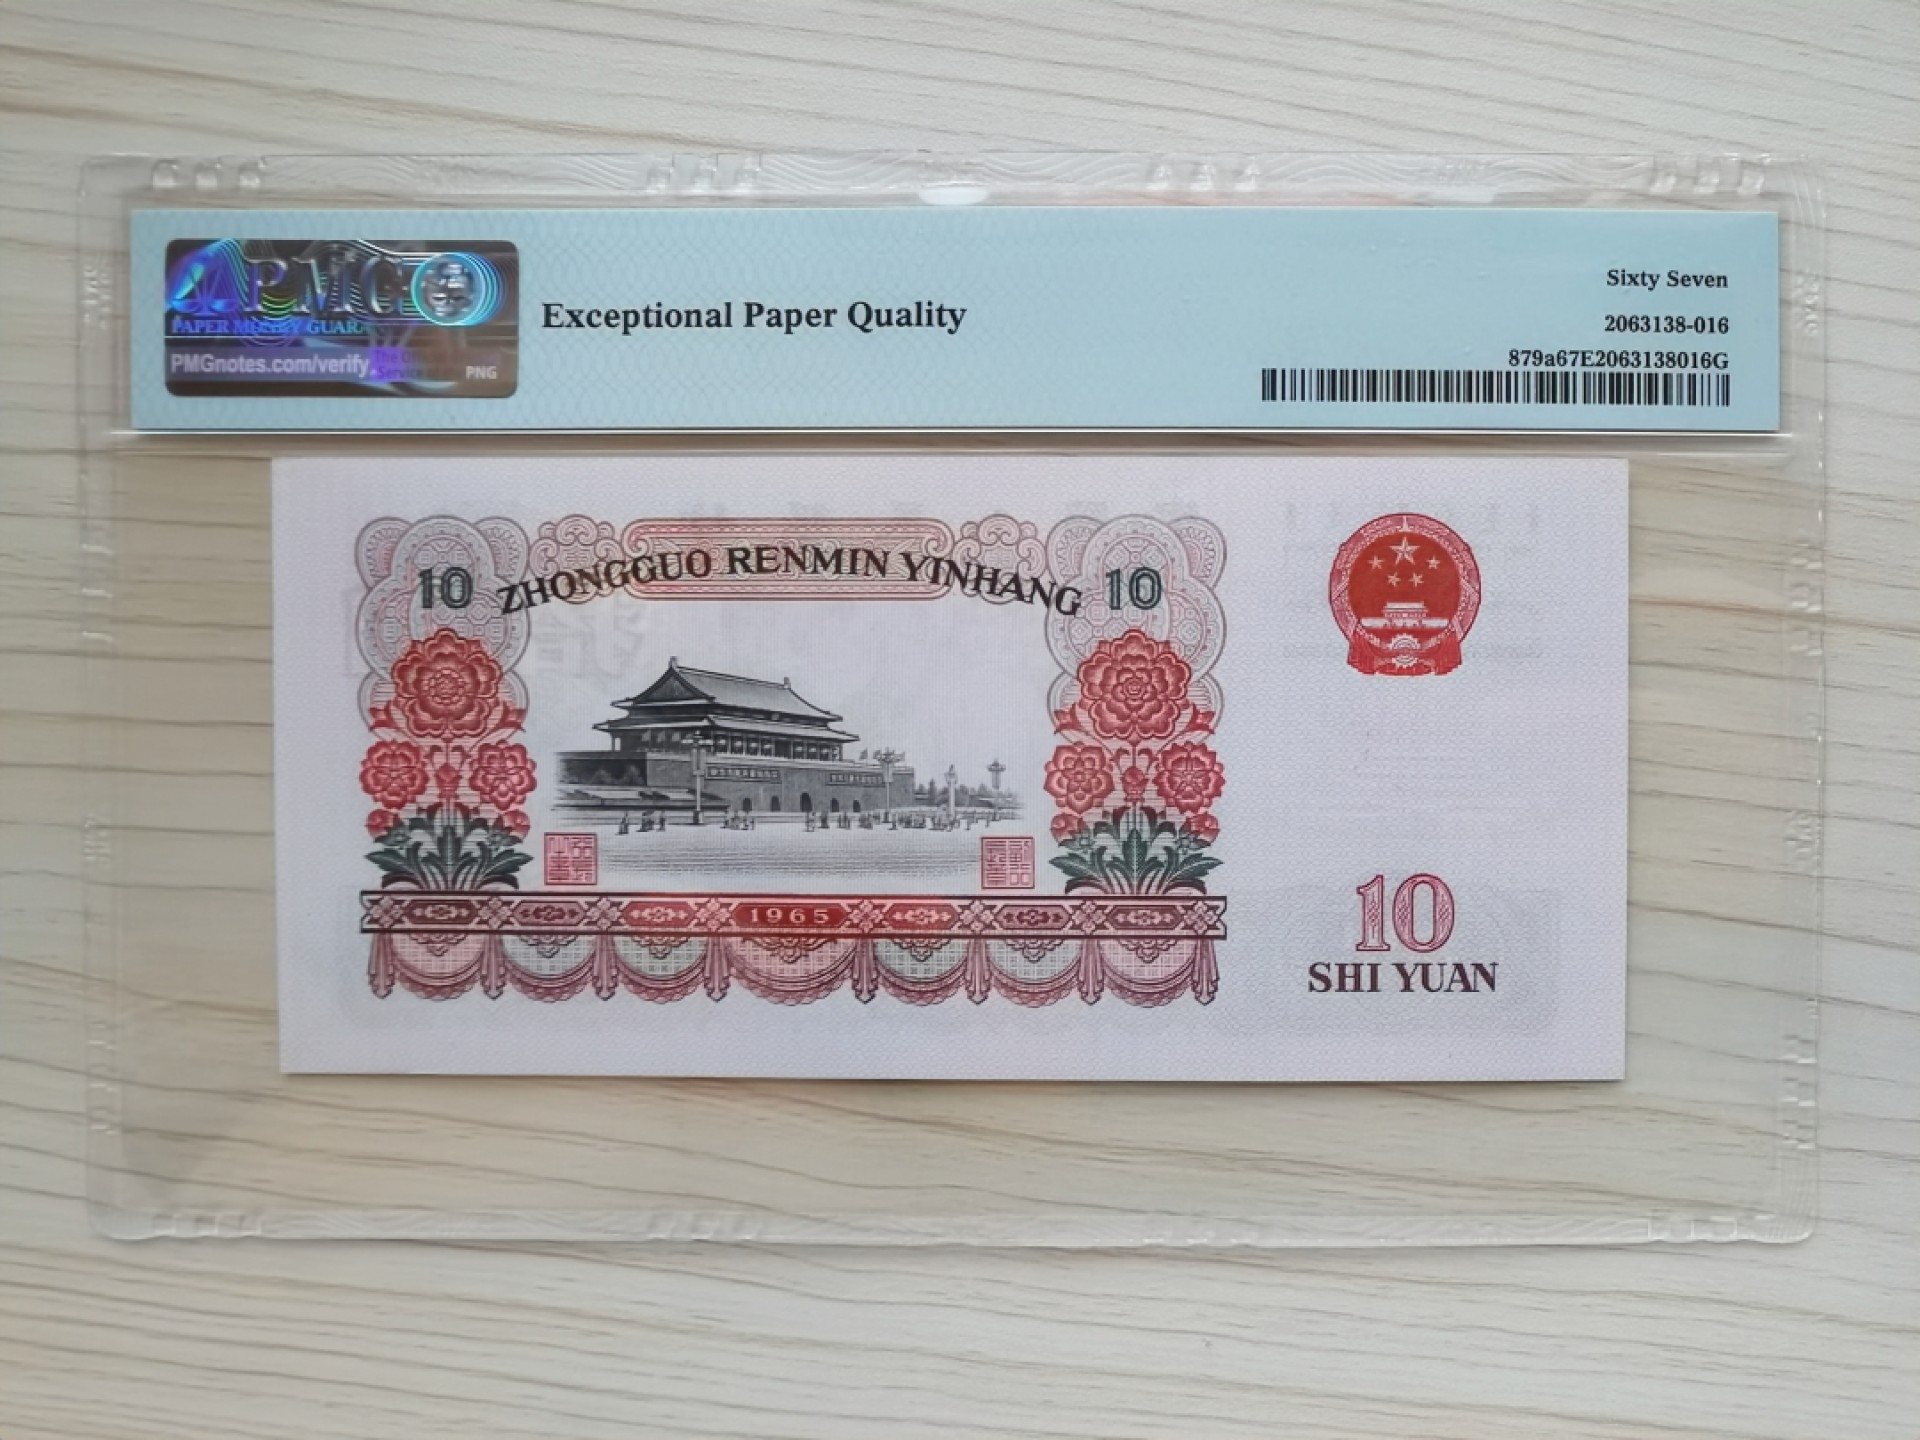 PMG
PAPER MONEY GUARA
PMGnotes.com/verify
PNG
Exceptional Paper Quality
Sixty Seven
2063138-016
879a67E2063138016G
10 ZHONGGUO RENMIN YINHANG 10
1965
10
SHI YUAN